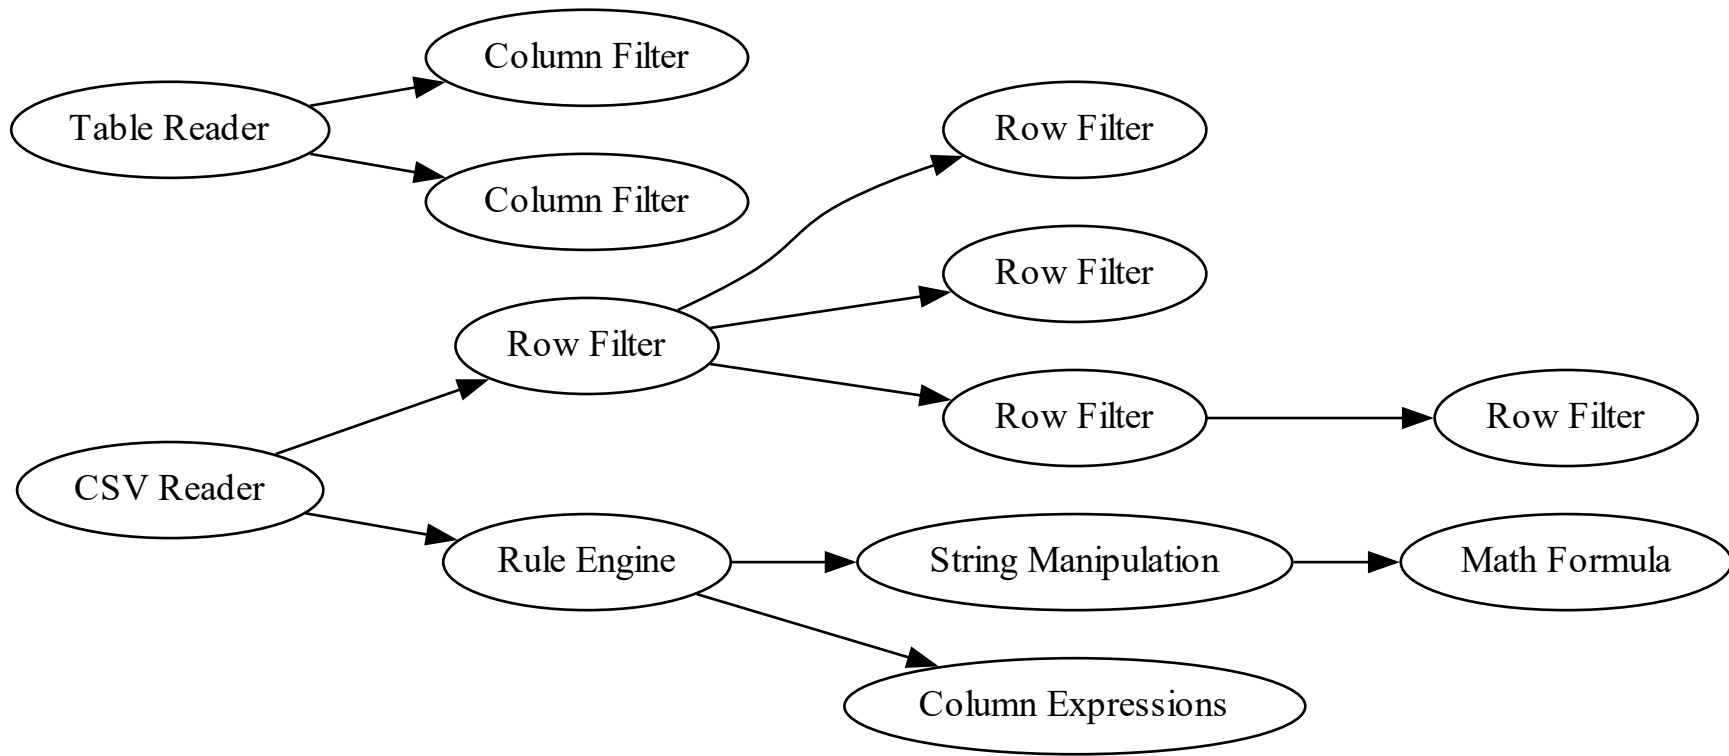 Column Filter
Table Reader
Row Filter
Column Filter
Row Filter
Row Filter
Row Filter
Row Filter
CSV Reader
Rule Engine
String Manipulation
Math Formula
Column Expressions